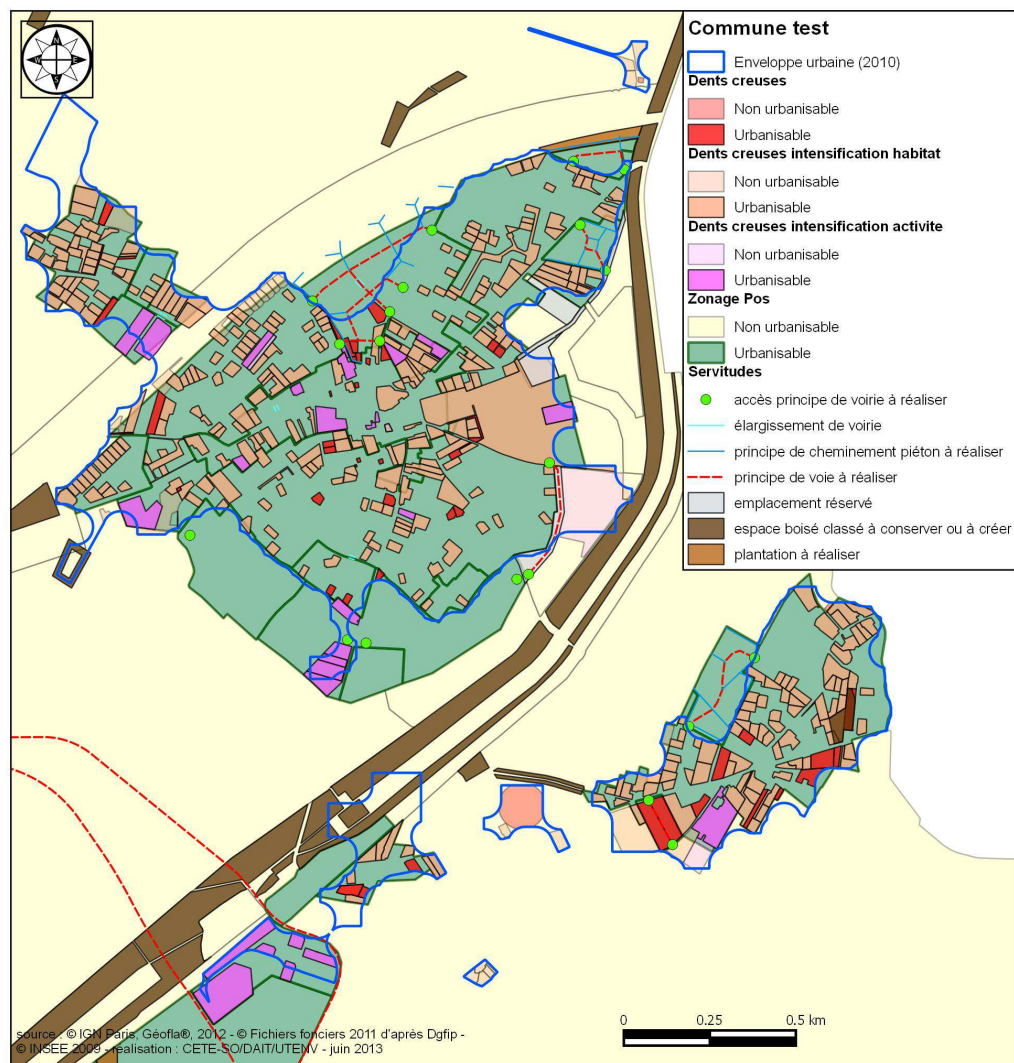 Commune test
Enveloppe urbaine (2010)
Dents creuses
Non urbanisable
Urbanisable
Dents creuses intensification habitat
Non urbanisable
Urbanisable
Dents creuses intensification activite
Non urbanisable
Urbanisable
Zonage Pos
Non urbanisable
Urbanisable
Servitudes
accès principe de voirie à réaliser
élargissement de voirie
principe de cheminement piéton à réaliser
principe de voie à réaliser
emplacement réservé
espace boisé classé à conserver ou à créer
plantation à réaliser
N
W E
S
source : © IGN Paris, Géofla®, 2012 - © Fichiers fonciers 2011 d'après Dgfip -
© INSEE 2009 - realisation : CETE-SO/DAIT/UTENV - juin 2013
0 0.25 0.5 km